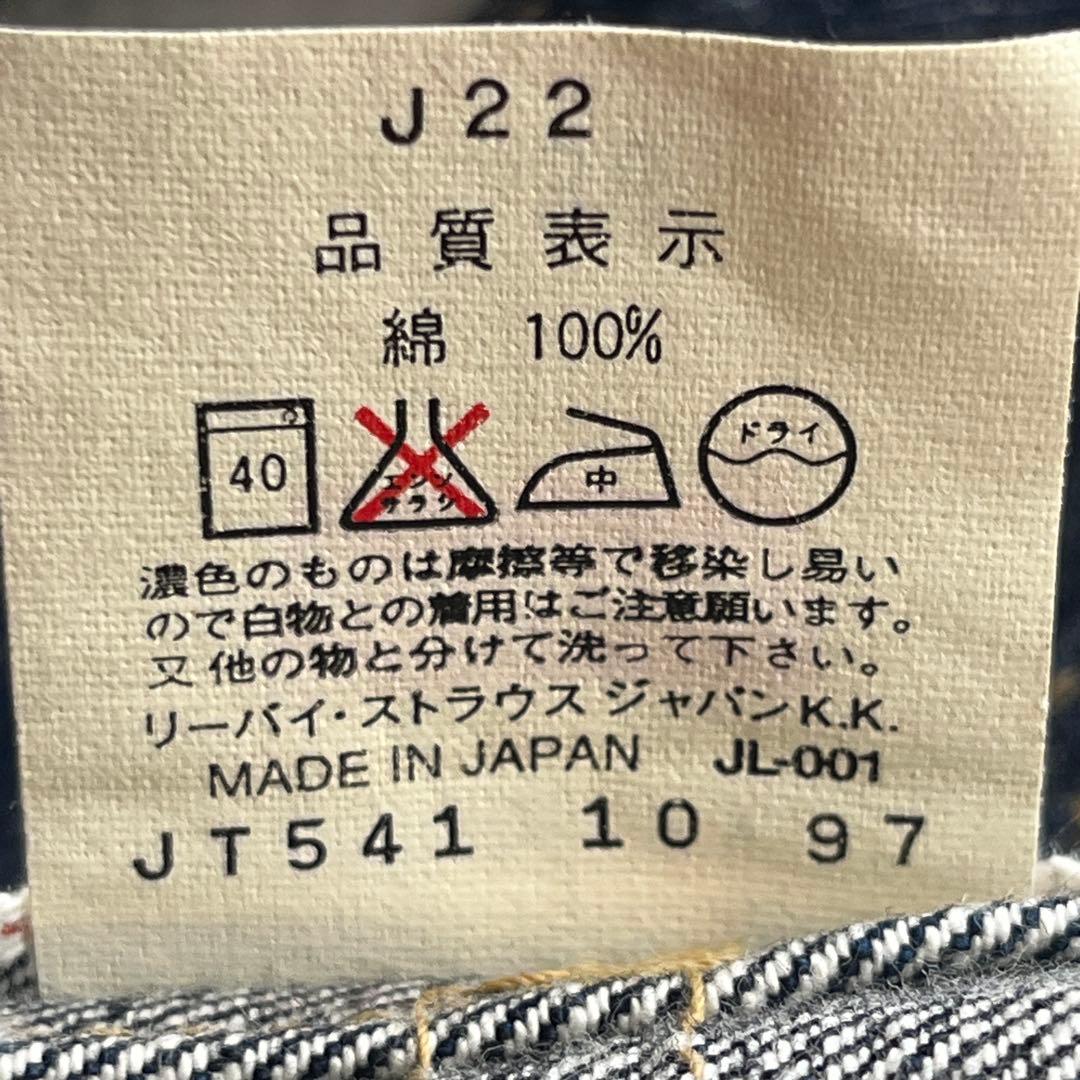 J22
品質表示
綿 100%
40 エンソサラシ 中 ドライ
濃色のものは摩擦等で移染し易い
ので白物との着用はご注意願います。
又他の物と分けて洗って下さい。
リーバイ・ストラウス ジャパンK.K.
MADE IN JAPAN JL-001
JT541 10 97